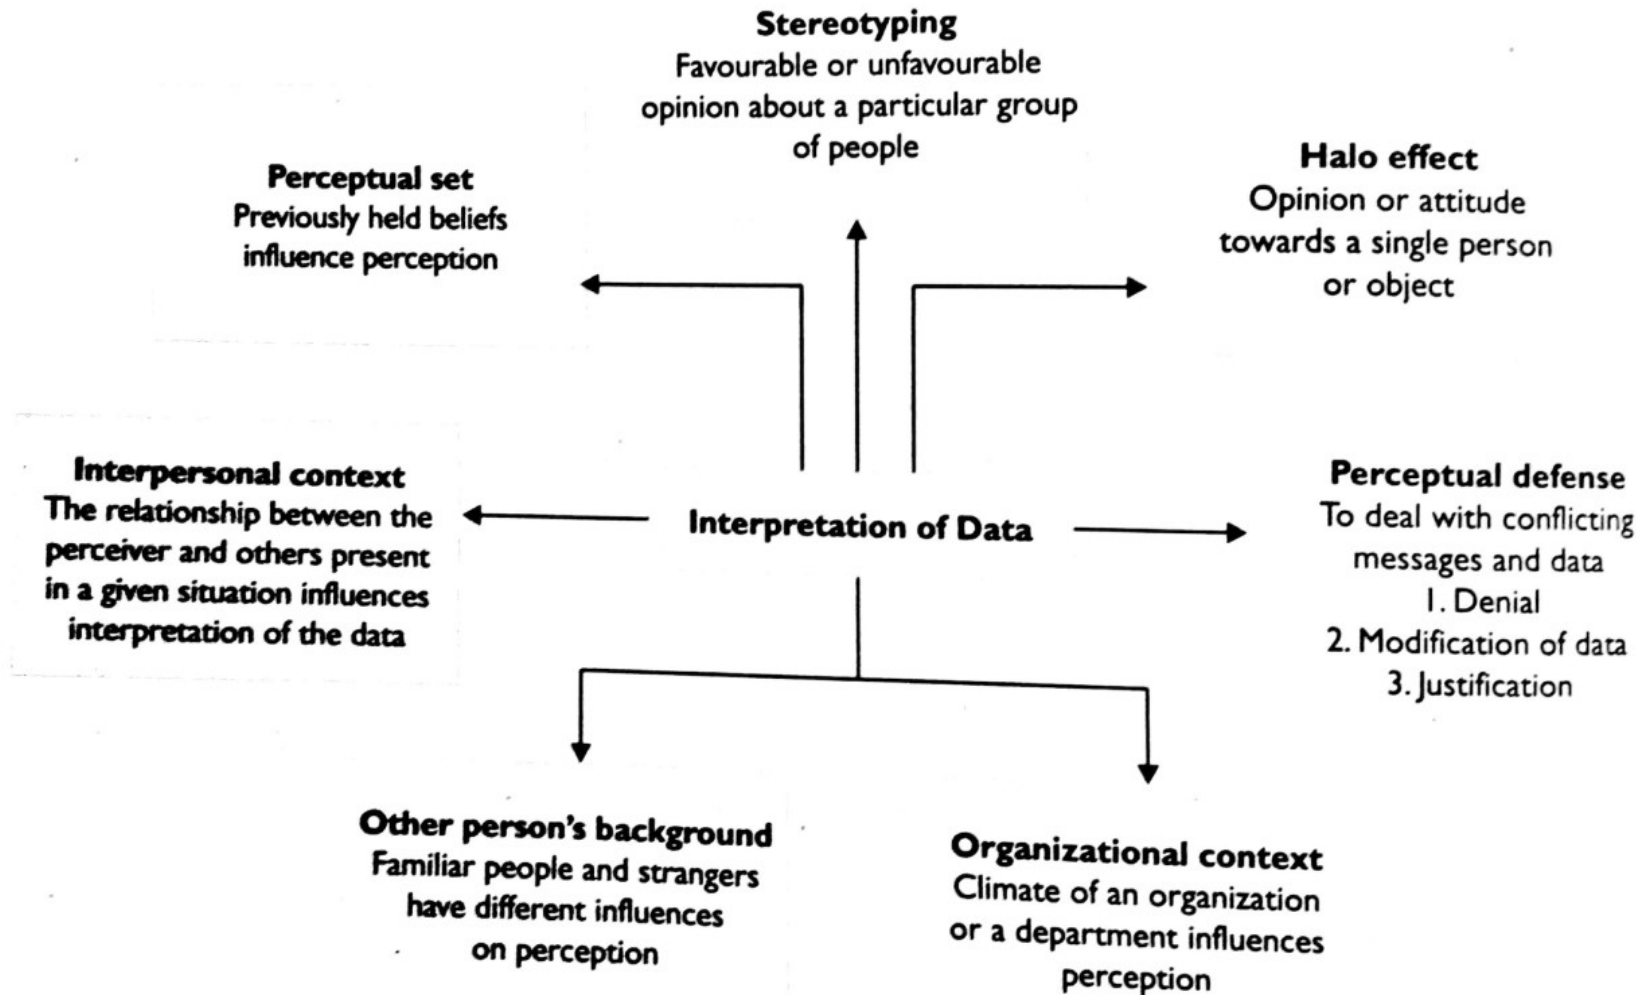 Stereotyping
Favourable or unfavourable
opinion about a particular group
of people
Perceptual set
Previously held beliefs
influence perception
Halo effect
Opinion or attitude
towards a single person
or object
Interpersonal context
The relationship between the
perceiver and others present
in a given situation influences
interpretation of the data
Interpretation of Data
Perceptual defense
To deal with conflicting
messages and data
1. Denial
2. Modification of data
3. Justification
Other person's background
Familiar people and strangers
have different influences
on perception
Organizational context
Climate of an organization
or a department influences
perception